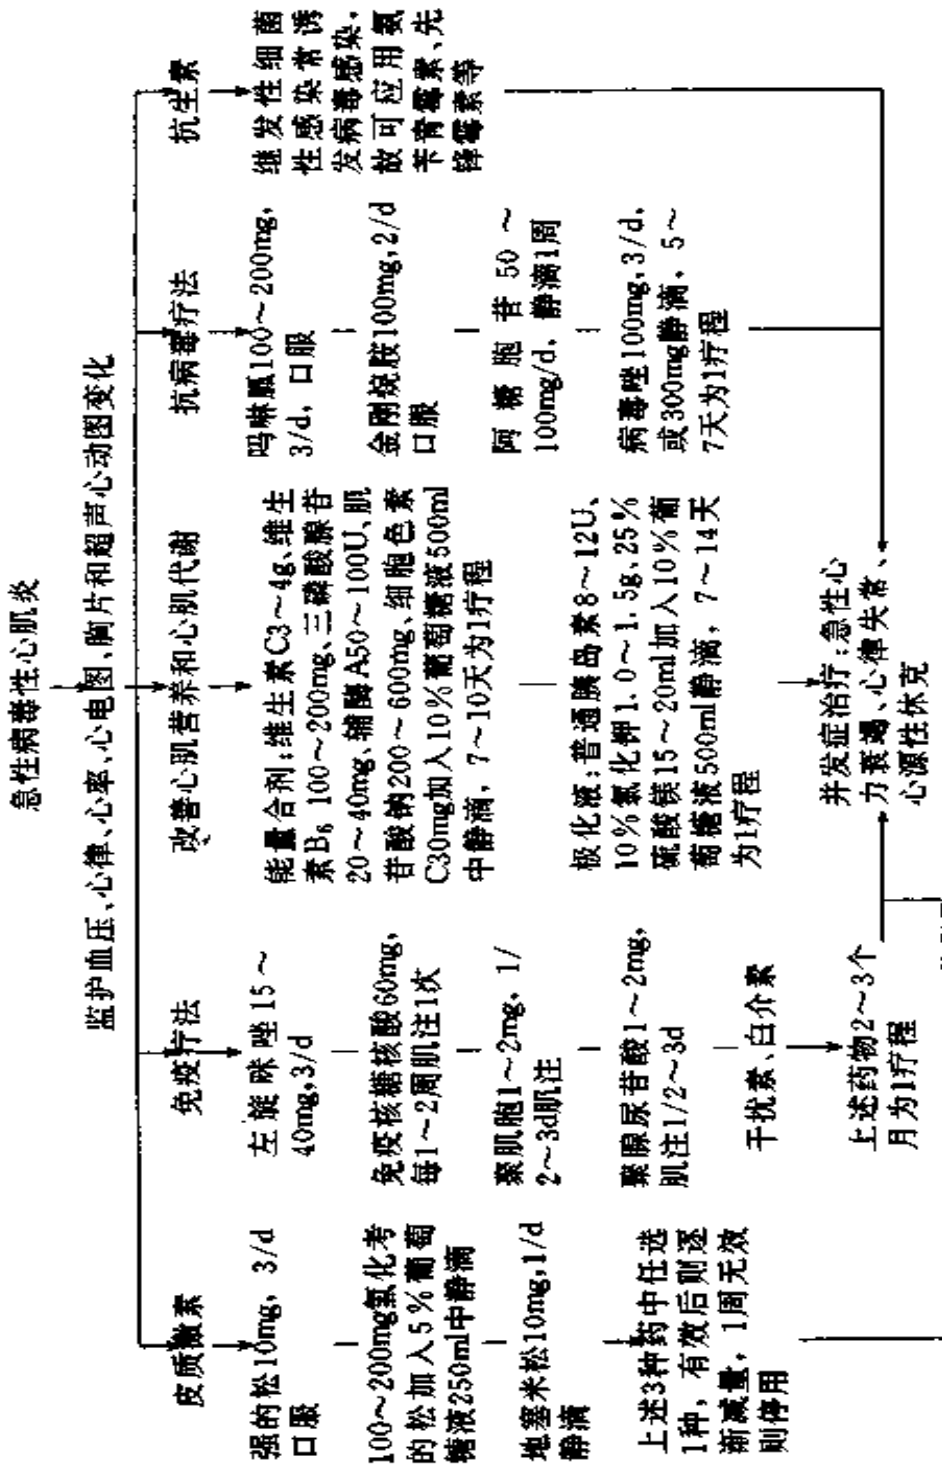 急性病毒性心肌炎
监护血压、心律、心率、心电图、胸片和超声心动图变化
皮质激素
强的松10mg，3/d
口服
100～200mg氢化考
的松加入5％葡萄
糖液250ml中静滴
地塞米松10mg,1/d
静滴
上述3种药中任选
1种，有效后则逐
渐减量，1周无效
则停用
免疫疗法
左旋咪唑15～
40mg,3/d
免疫核糖核酸60mg,
每1～2周肌注1次
聚肌胞1～2mg，1/
2～3d肌注
聚腺尿苷酸1～2mg,
肌注1/2～3d
干扰素、白介素
上述药物2～3个
月为1疗程
改善心肌营养和心肌代谢
能量合剂：维生素C3～4g、维生
素B₆ 100～200mg、三磷酸腺苷
20～40mg、辅酶A50～100U、肌
苷酸钠200～600mg、细胞色素
C30mg加入10％葡萄糖液500ml
中静滴，7～10天为1疗程
极化液：普通胰岛素8～12U、
10％氯化钾1.0～1.5g、25％
硫酸镁15～20ml加入10％葡
萄糖液500ml静滴，7～14天
为1疗程
并发症治疗：急性心
力衰竭、心律失常、
心源性休克
抗病毒疗法
吗啉胍100～200mg,
3/d，口服
金刚烷胺100mg,2/d
口服
阿糖胞苷50～
100mg/d，静滴1周
病毒唑100mg,3/d,
或300mg静滴，5～
7天为1疗程
抗生素
继发性细菌
性感染常诱
发病毒感染，
故可应用氨
苄青霉素、先
锋霉素等